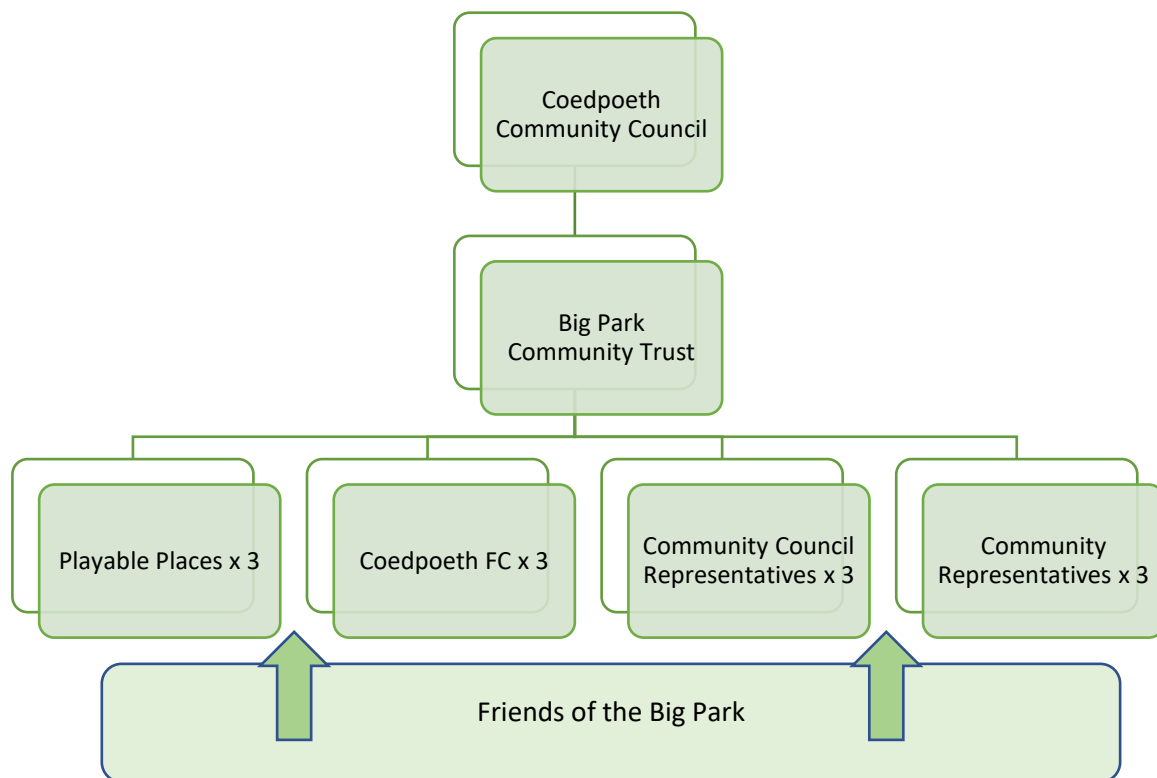 Coedpoeth
Community Council
Big Park
Community Trust
Playable Places x 3
Coedpoeth FC x 3
Community Council
Representatives x 3
Community
Representatives x 3
Friends of the Big Park